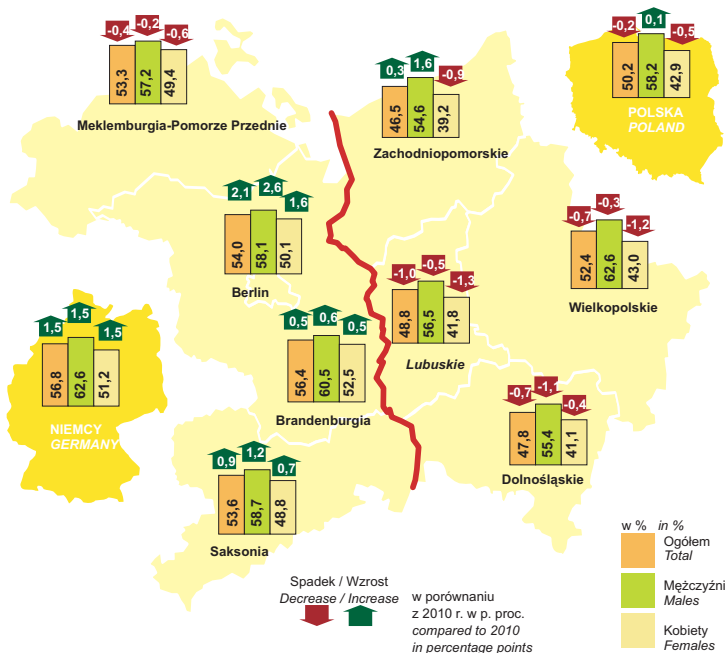 -0,4
-0,2
-0,6
53,3
57,2
49,4
Meklemburgia-Pomorze Przednie
0,3
1,6
-0,9
46,5
54,6
39,2
Zachodniopomorskie
-0,2
0,1
-0,5
50,2
58,2
42,9
POLSKA
POLAND
2,1
2,6
1,6
54,0
58,1
50,1
Berlin
-0,7
-0,3
-1,2
52,4
62,6
43,0
Wielkopolskie
-1,0
-0,5
-1,3
48,8
56,5
41,8
Lubuskie
1,5
1,5
1,5
56,8
62,6
51,2
NIEMCY
GERMANY
0,5
0,6
0,5
56,4
60,5
52,5
Brandenburgia
-0,7
-1,1
-0,4
47,8
55,4
41,1
Dolnośląskie
0,9
1,2
0,7
53,6
58,7
48,8
Saksonia
Spadek / Wzrost
Decrease / Increase
w porównaniu
z 2010 r. w p. proc.
compared to 2010
in percentage points
w % in %
Ogółem
Total
Mężczyźni
Males
Kobiety
Females